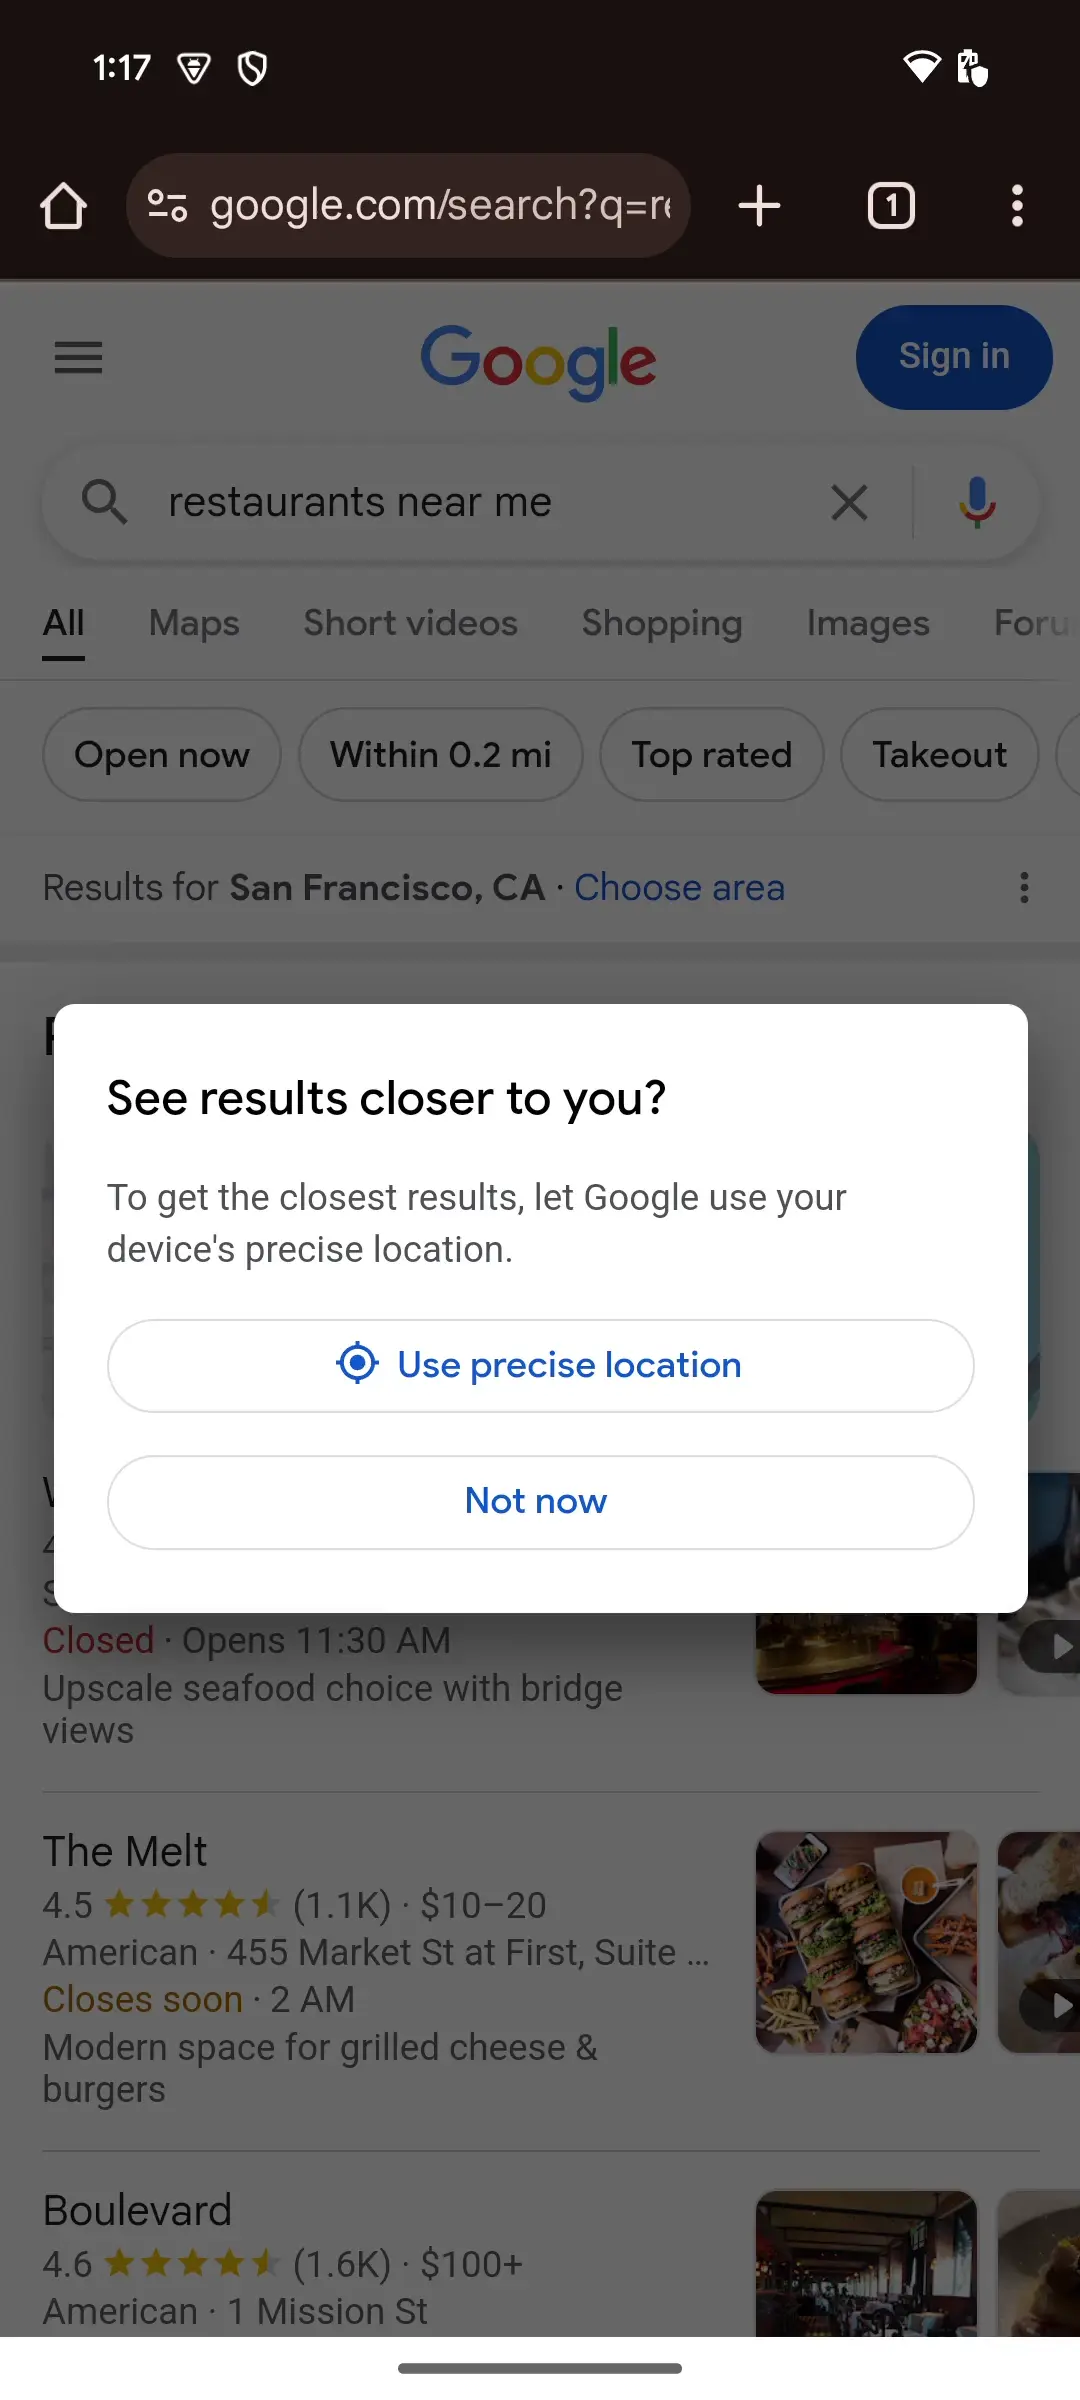 1:17
google.com/search?q=re
1
Google
Sign in
restaurants near me
All Maps Short videos Shopping Images Foru
Open now Within 0.2 mi Top rated Takeout
Results for San Francisco, CA · Choose area
See results closer to you?
To get the closest results, let Google use your
device's precise location.
Use precise location
Not now
Closed · Opens 11:30 AM
Upscale seafood choice with bridge
views
The Melt
4.5 (1.1K) · $10–20
American · 455 Market St at First, Suite ...
Closes soon · 2 AM
Modern space for grilled cheese &
burgers
Boulevard
4.6 (1.6K) · $100+
American · 1 Mission St